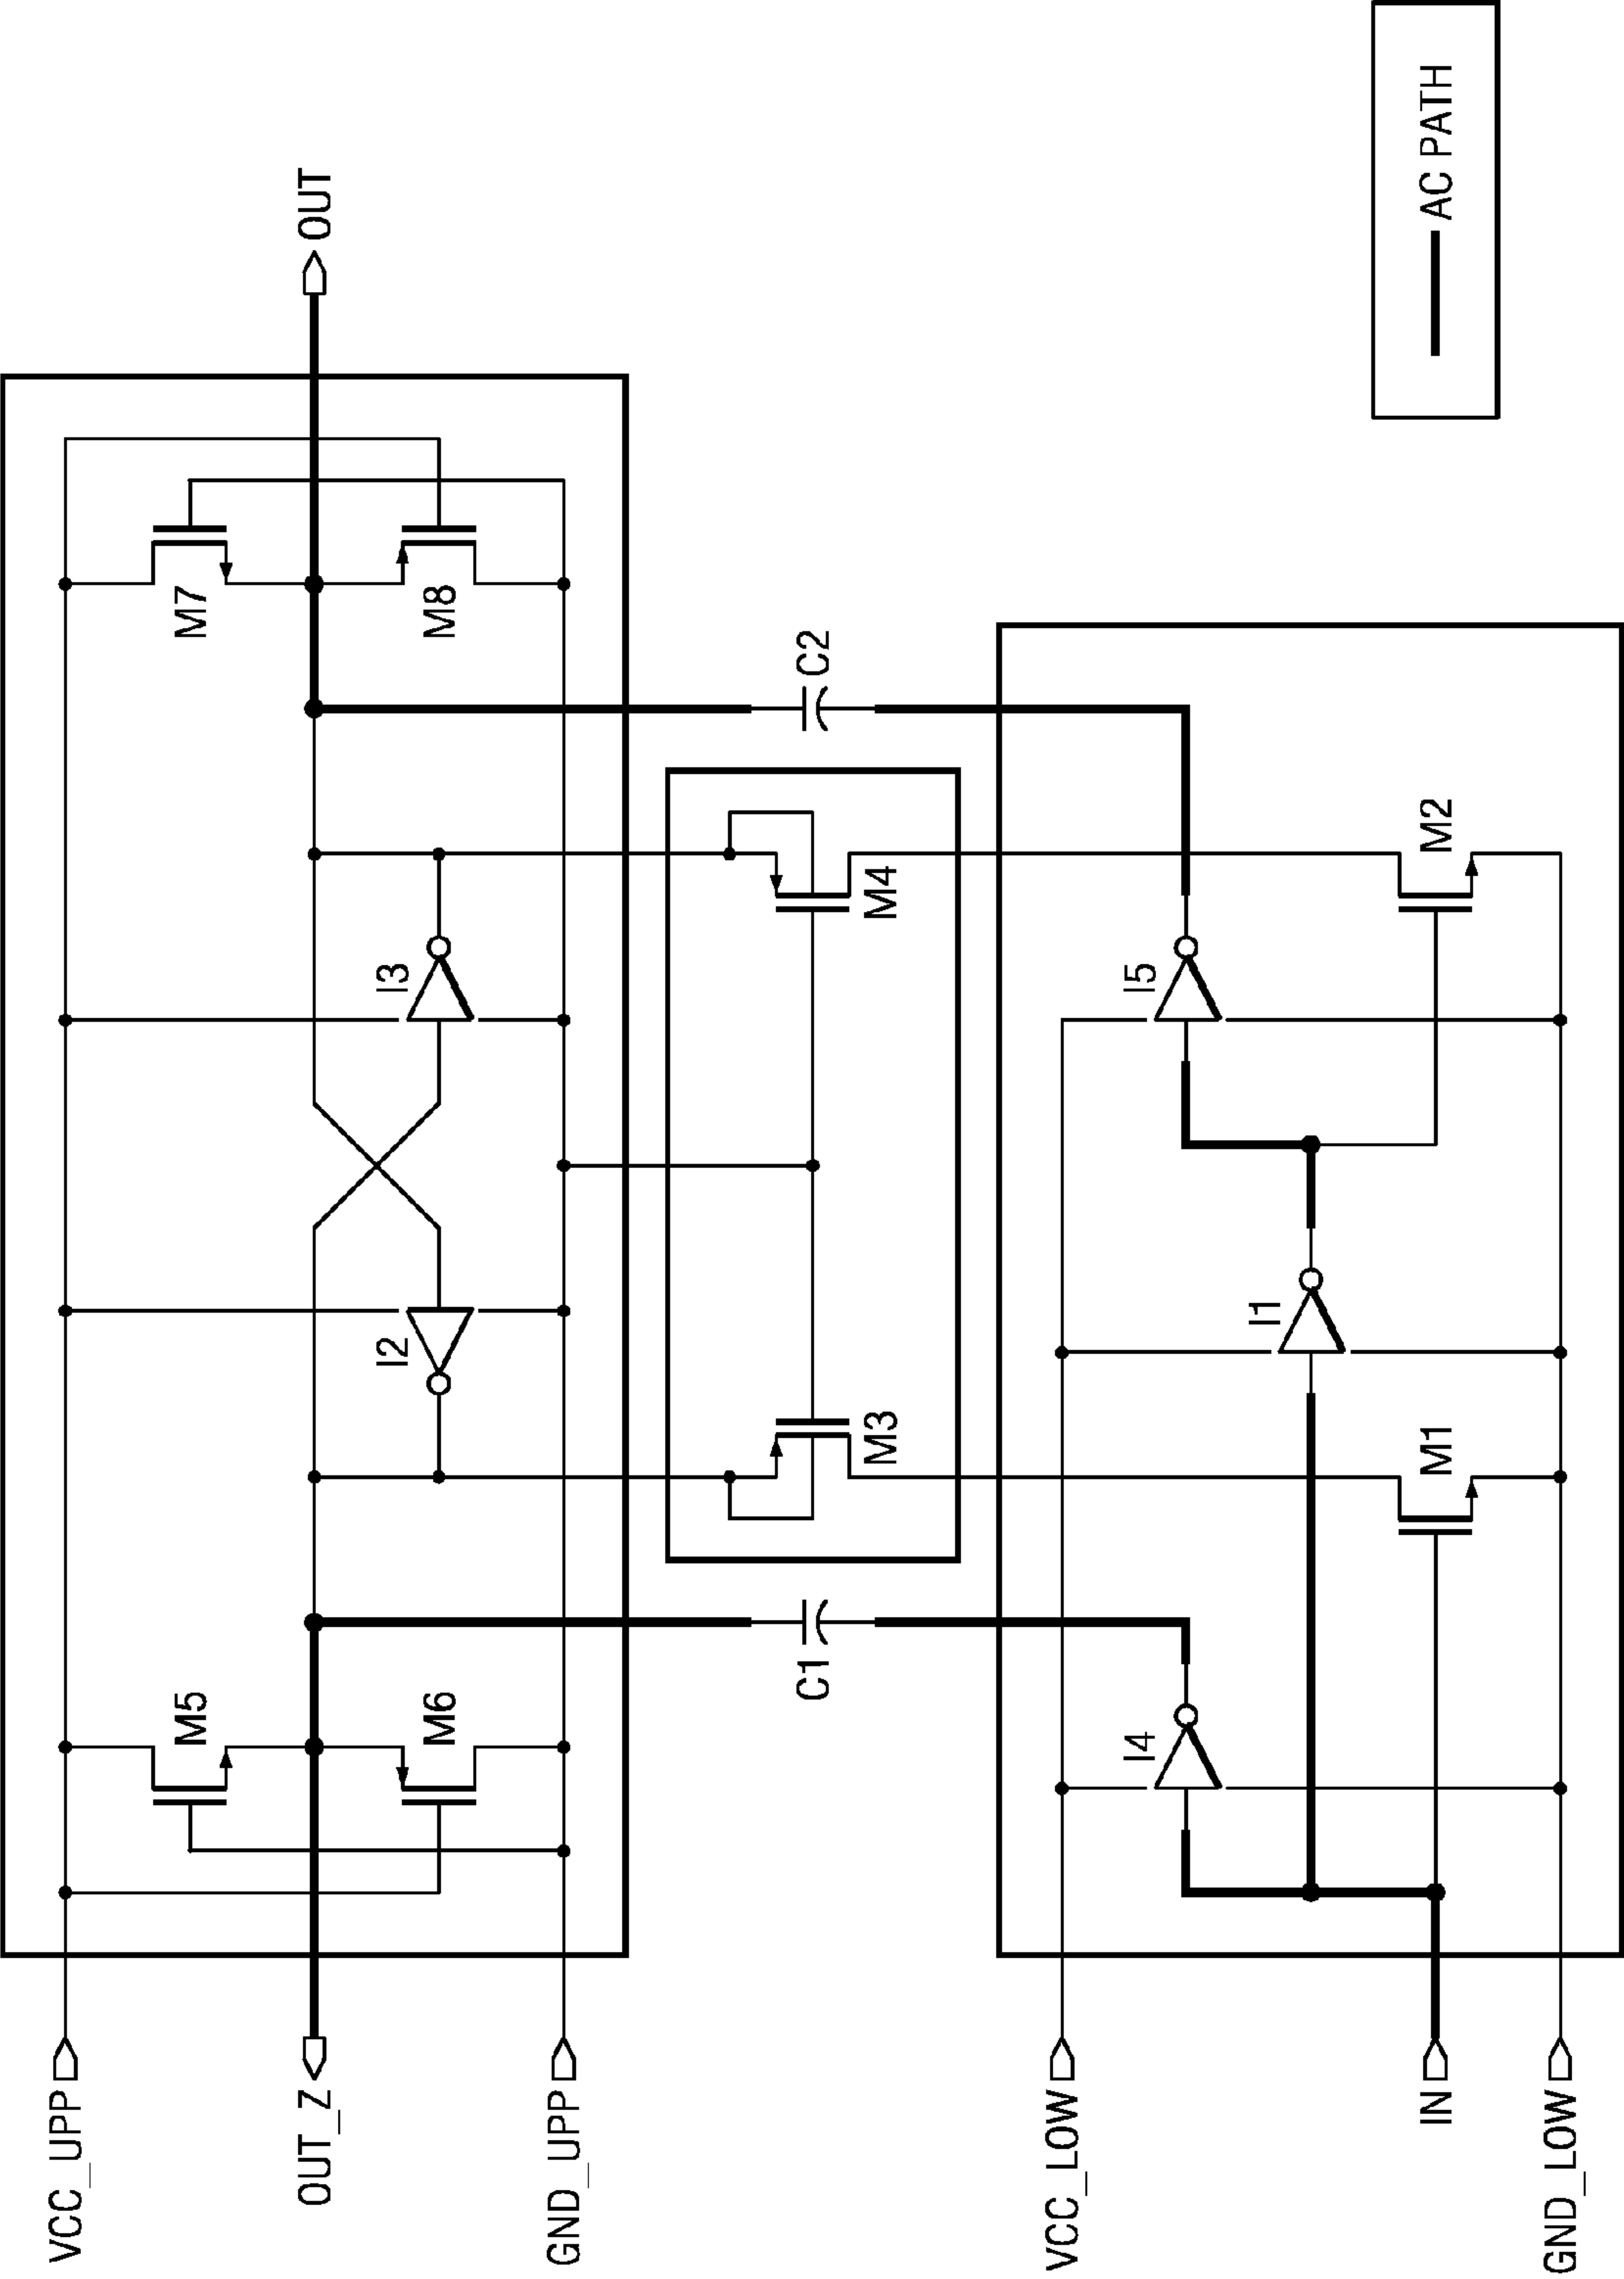 VCC_UPP
OUT_Z
GND_UPP
M5
M6
I2
I3
M7
M8
OUT
C1
M3
M4
C2
VCC_LOW
IN
GND_LOW
I4
M1
I1
I5
M2
AC PATH